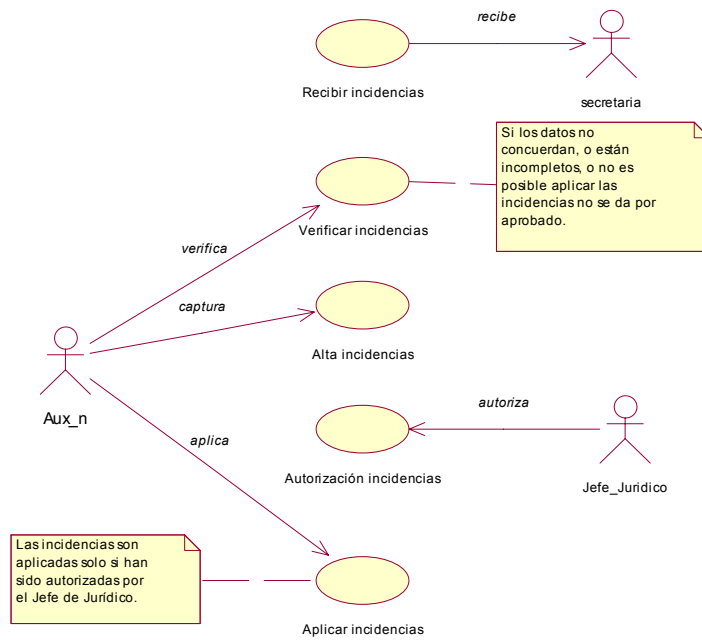 recibe
Recibir incidencias
secretaria
Si los datos no
concuerdan, o están
incompletos, o no es
posible aplicar las
incidencias no se da por
aprobado.
Verificar incidencias
verifica
captura
Alta incidencias
Aux_n
autoriza
aplica
Autorización incidencias
Jefe_Juridico
Las incidencias son
aplicadas solo si han
sido autorizadas por
el Jefe de Jurídico.
Aplicar incidencias